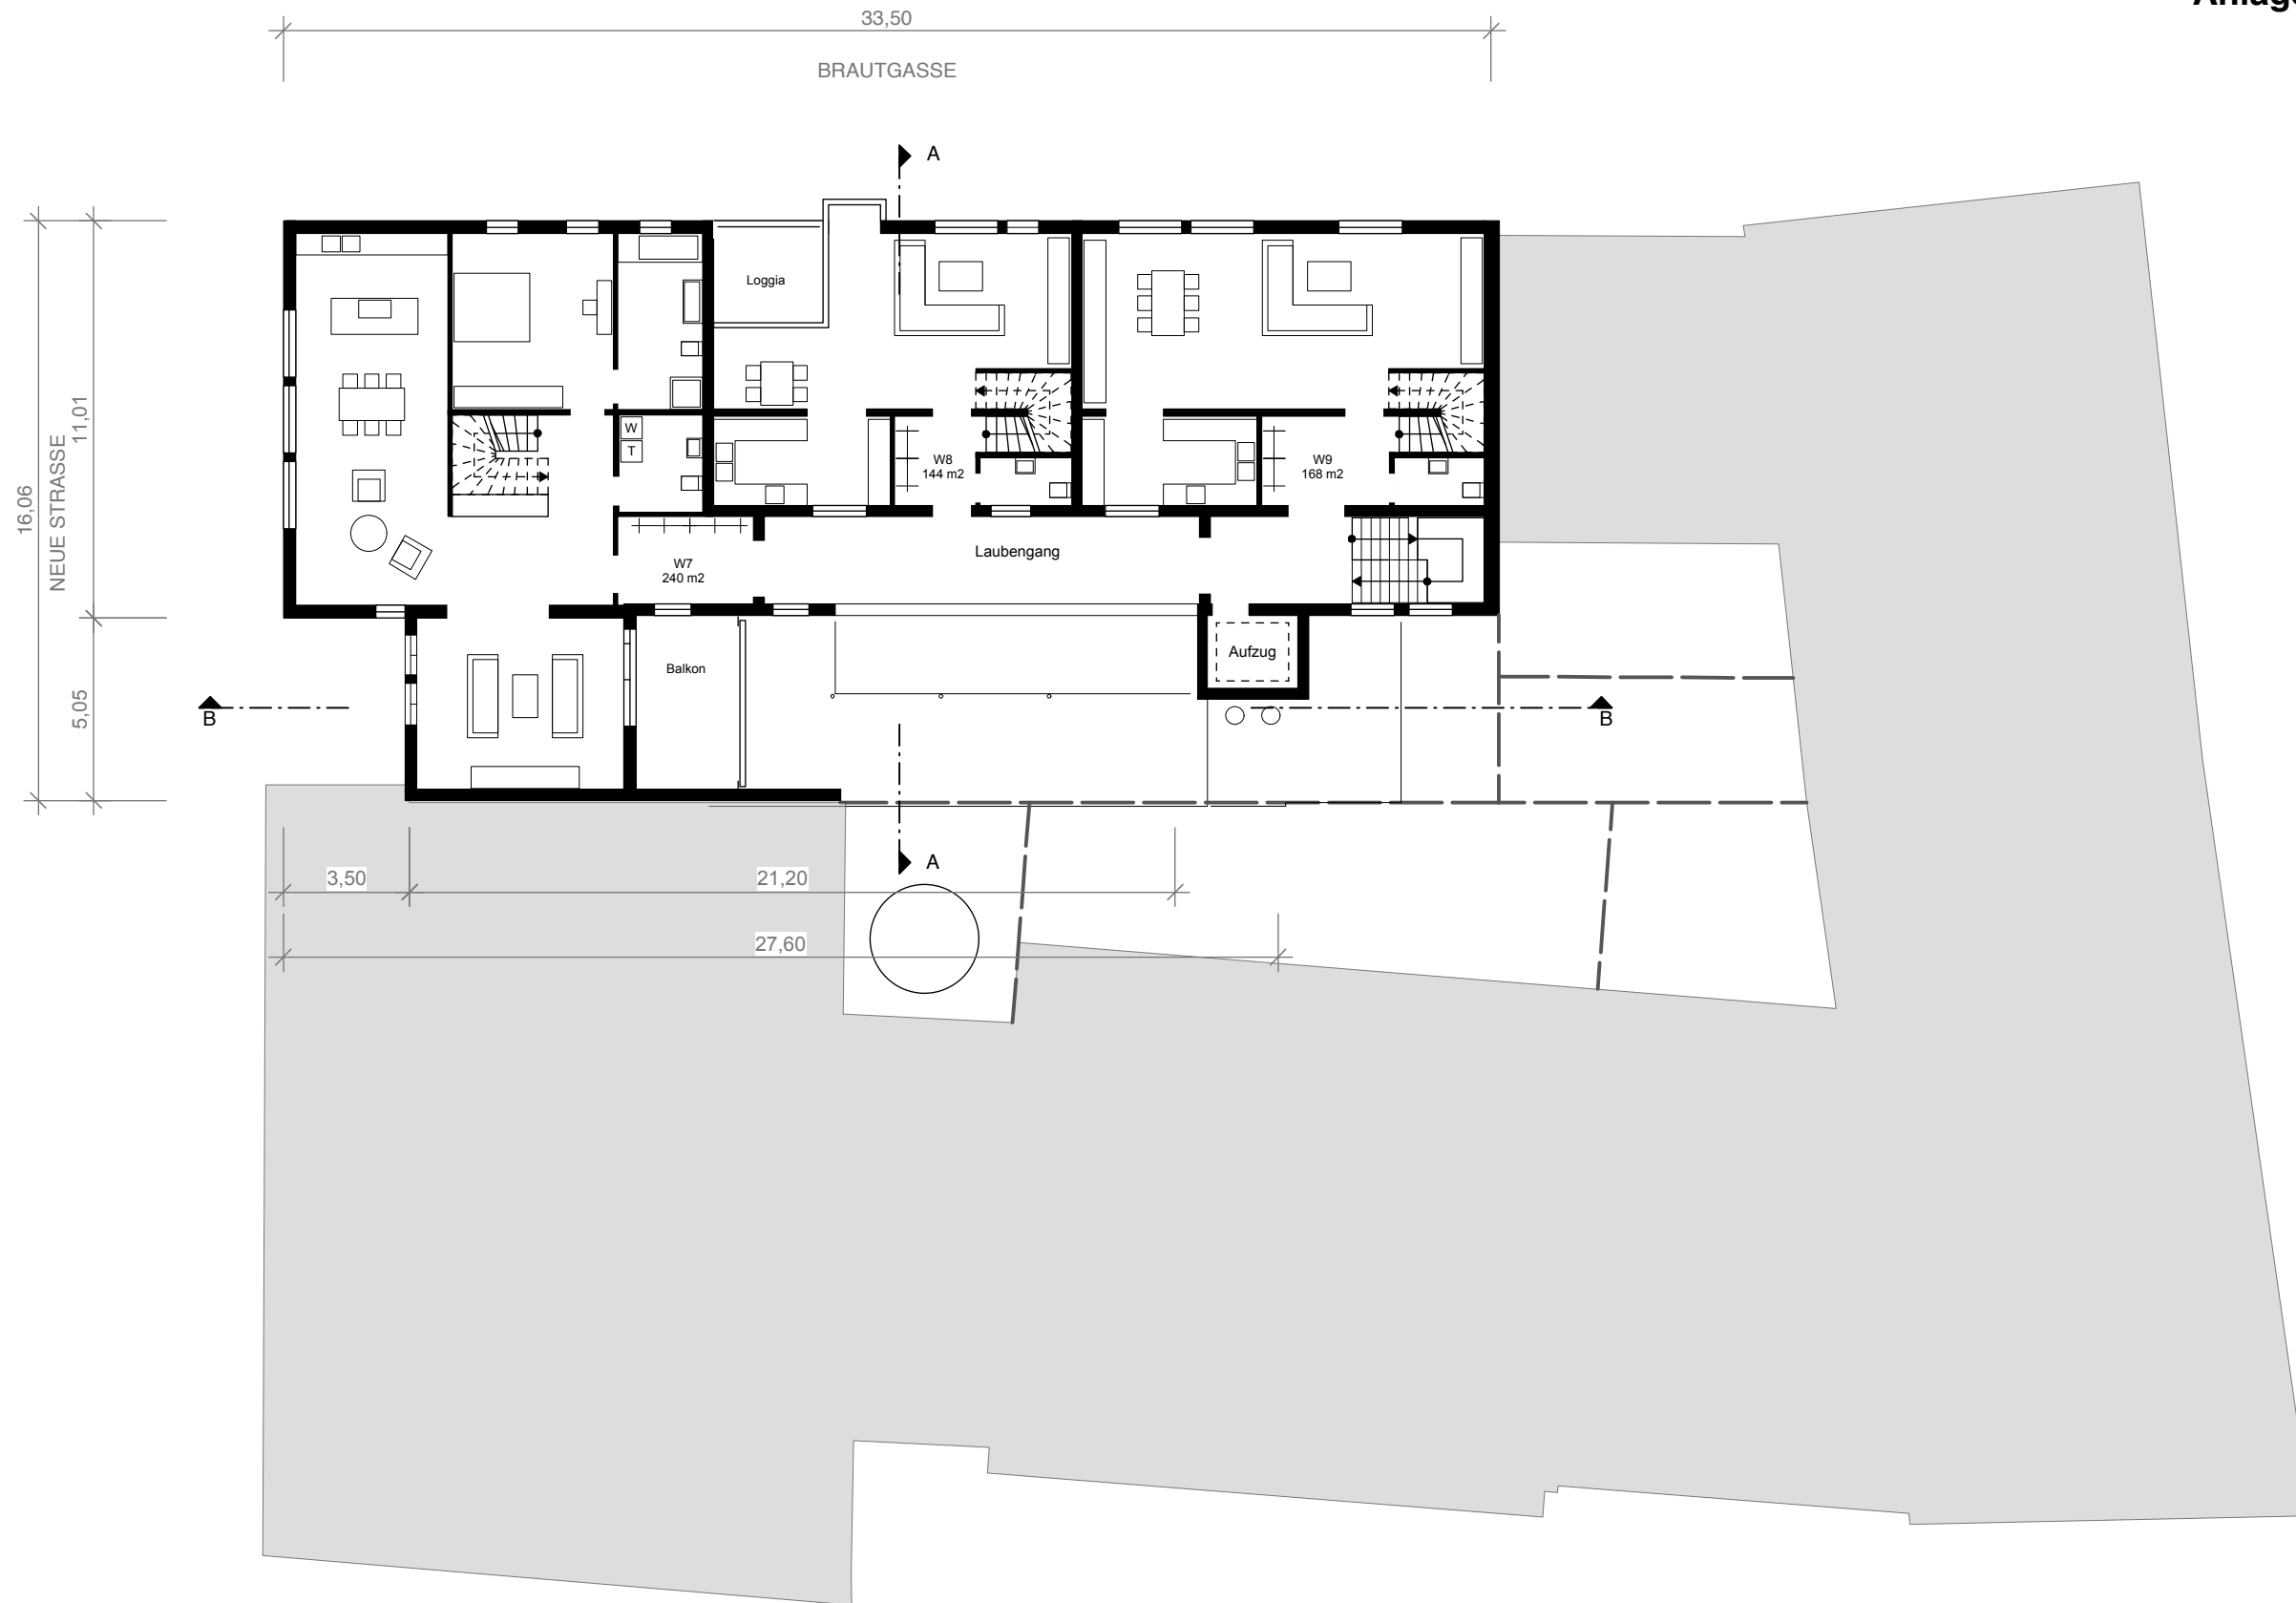 Anlage
33,50
BRAUTGASSE
A
Loggia
11,01
NEUE STRASSE
16,06
W
T
W8
144 m2
W9
168 m2
Laubengang
W7
240 m2
Aufzug
Balkon
5,05
B
B
A
3,50
21,20
27,60